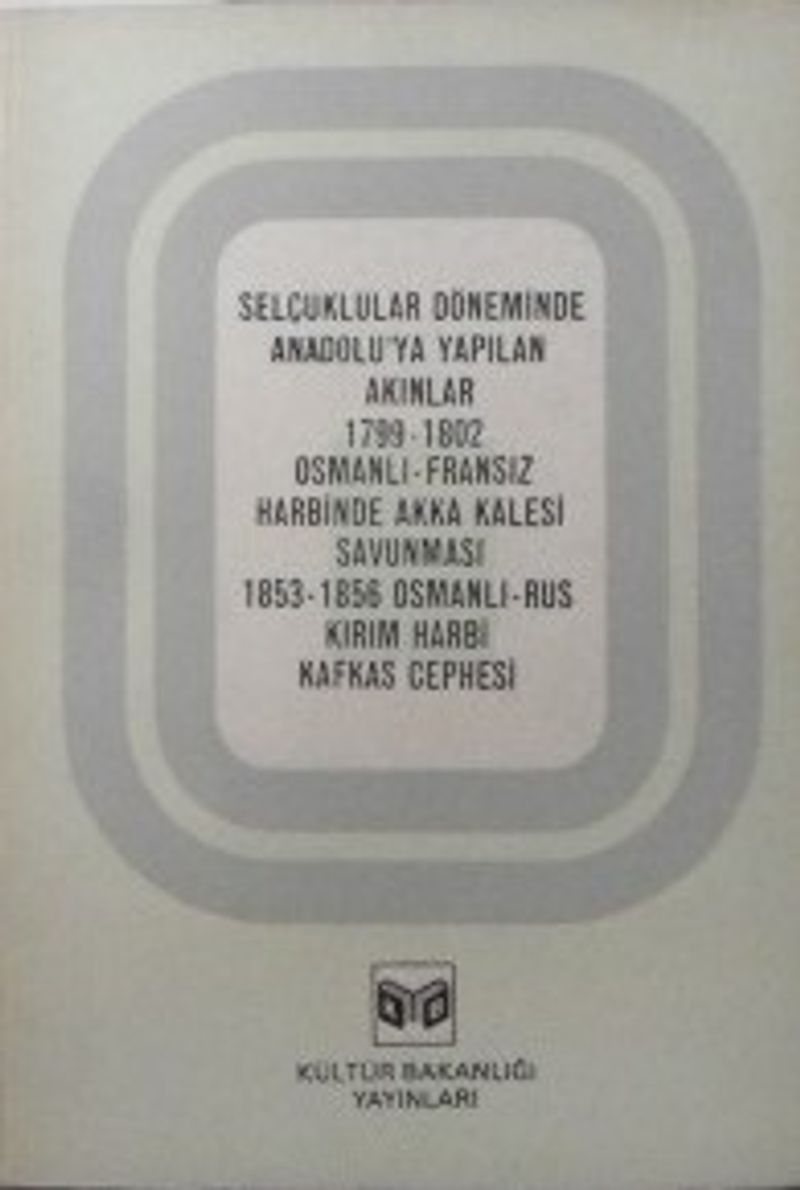 SELÇUKLULAR DÖNEMİNDE
ANADOLU'YA YAPILAN
AKINLAR
1799-1802
OSMANLI-FRANSIZ
HARBİNDE AKKA KALESİ
SAVUNMASI
1853-1856 OSMANLI-RUS
KIRIM HARBİ
KAFKAS CEPHESİ
KÜLTÜR BAKANLIĞI
YAYINLARI